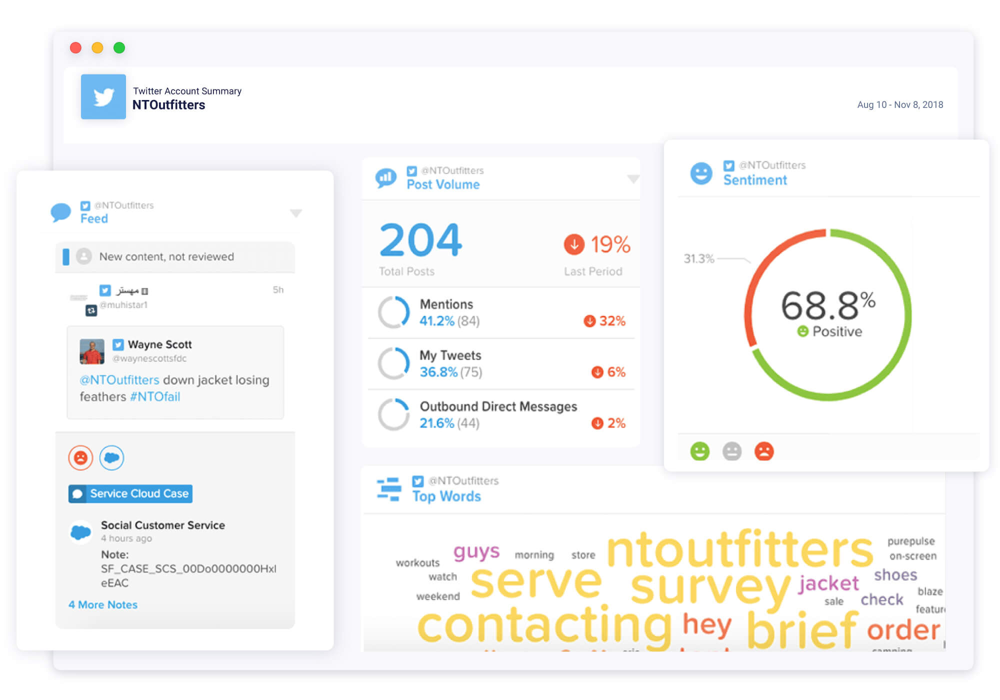 Twitter Account Summary
NTOutfitters
Aug 10 - Nov 8, 2018
@NTOutfitters
Feed
New content, not reviewed
مهستر
5h
@muhistar1
Wayne Scott
@waynescottsfdc
@NTOutfitters down jacket losing
feathers #NTOfail
Service Cloud Case
Social Customer Service
4 hours ago
Note:
SF_CASE_SCS_00Do0000000Hxl
eEAC
4 More Notes
@NTOutfitters
Post Volume
204
19%
Total Posts
Last Period
Mentions
41.2% (84)
32%
My Tweets
36.8% (75)
6%
Outbound Direct Messages
21.6% (44)
2%
@NTOutfitters
Sentiment
31.3%
68.8%
Positive
@NTOutfitters
Top Words
workouts
guys
morning
store
ntoutfitters
purepulse
on-screen
watch
serve
survey
jacket
shoes
weekend
sale
check
blaze
contacting
hey
brief
order
camping